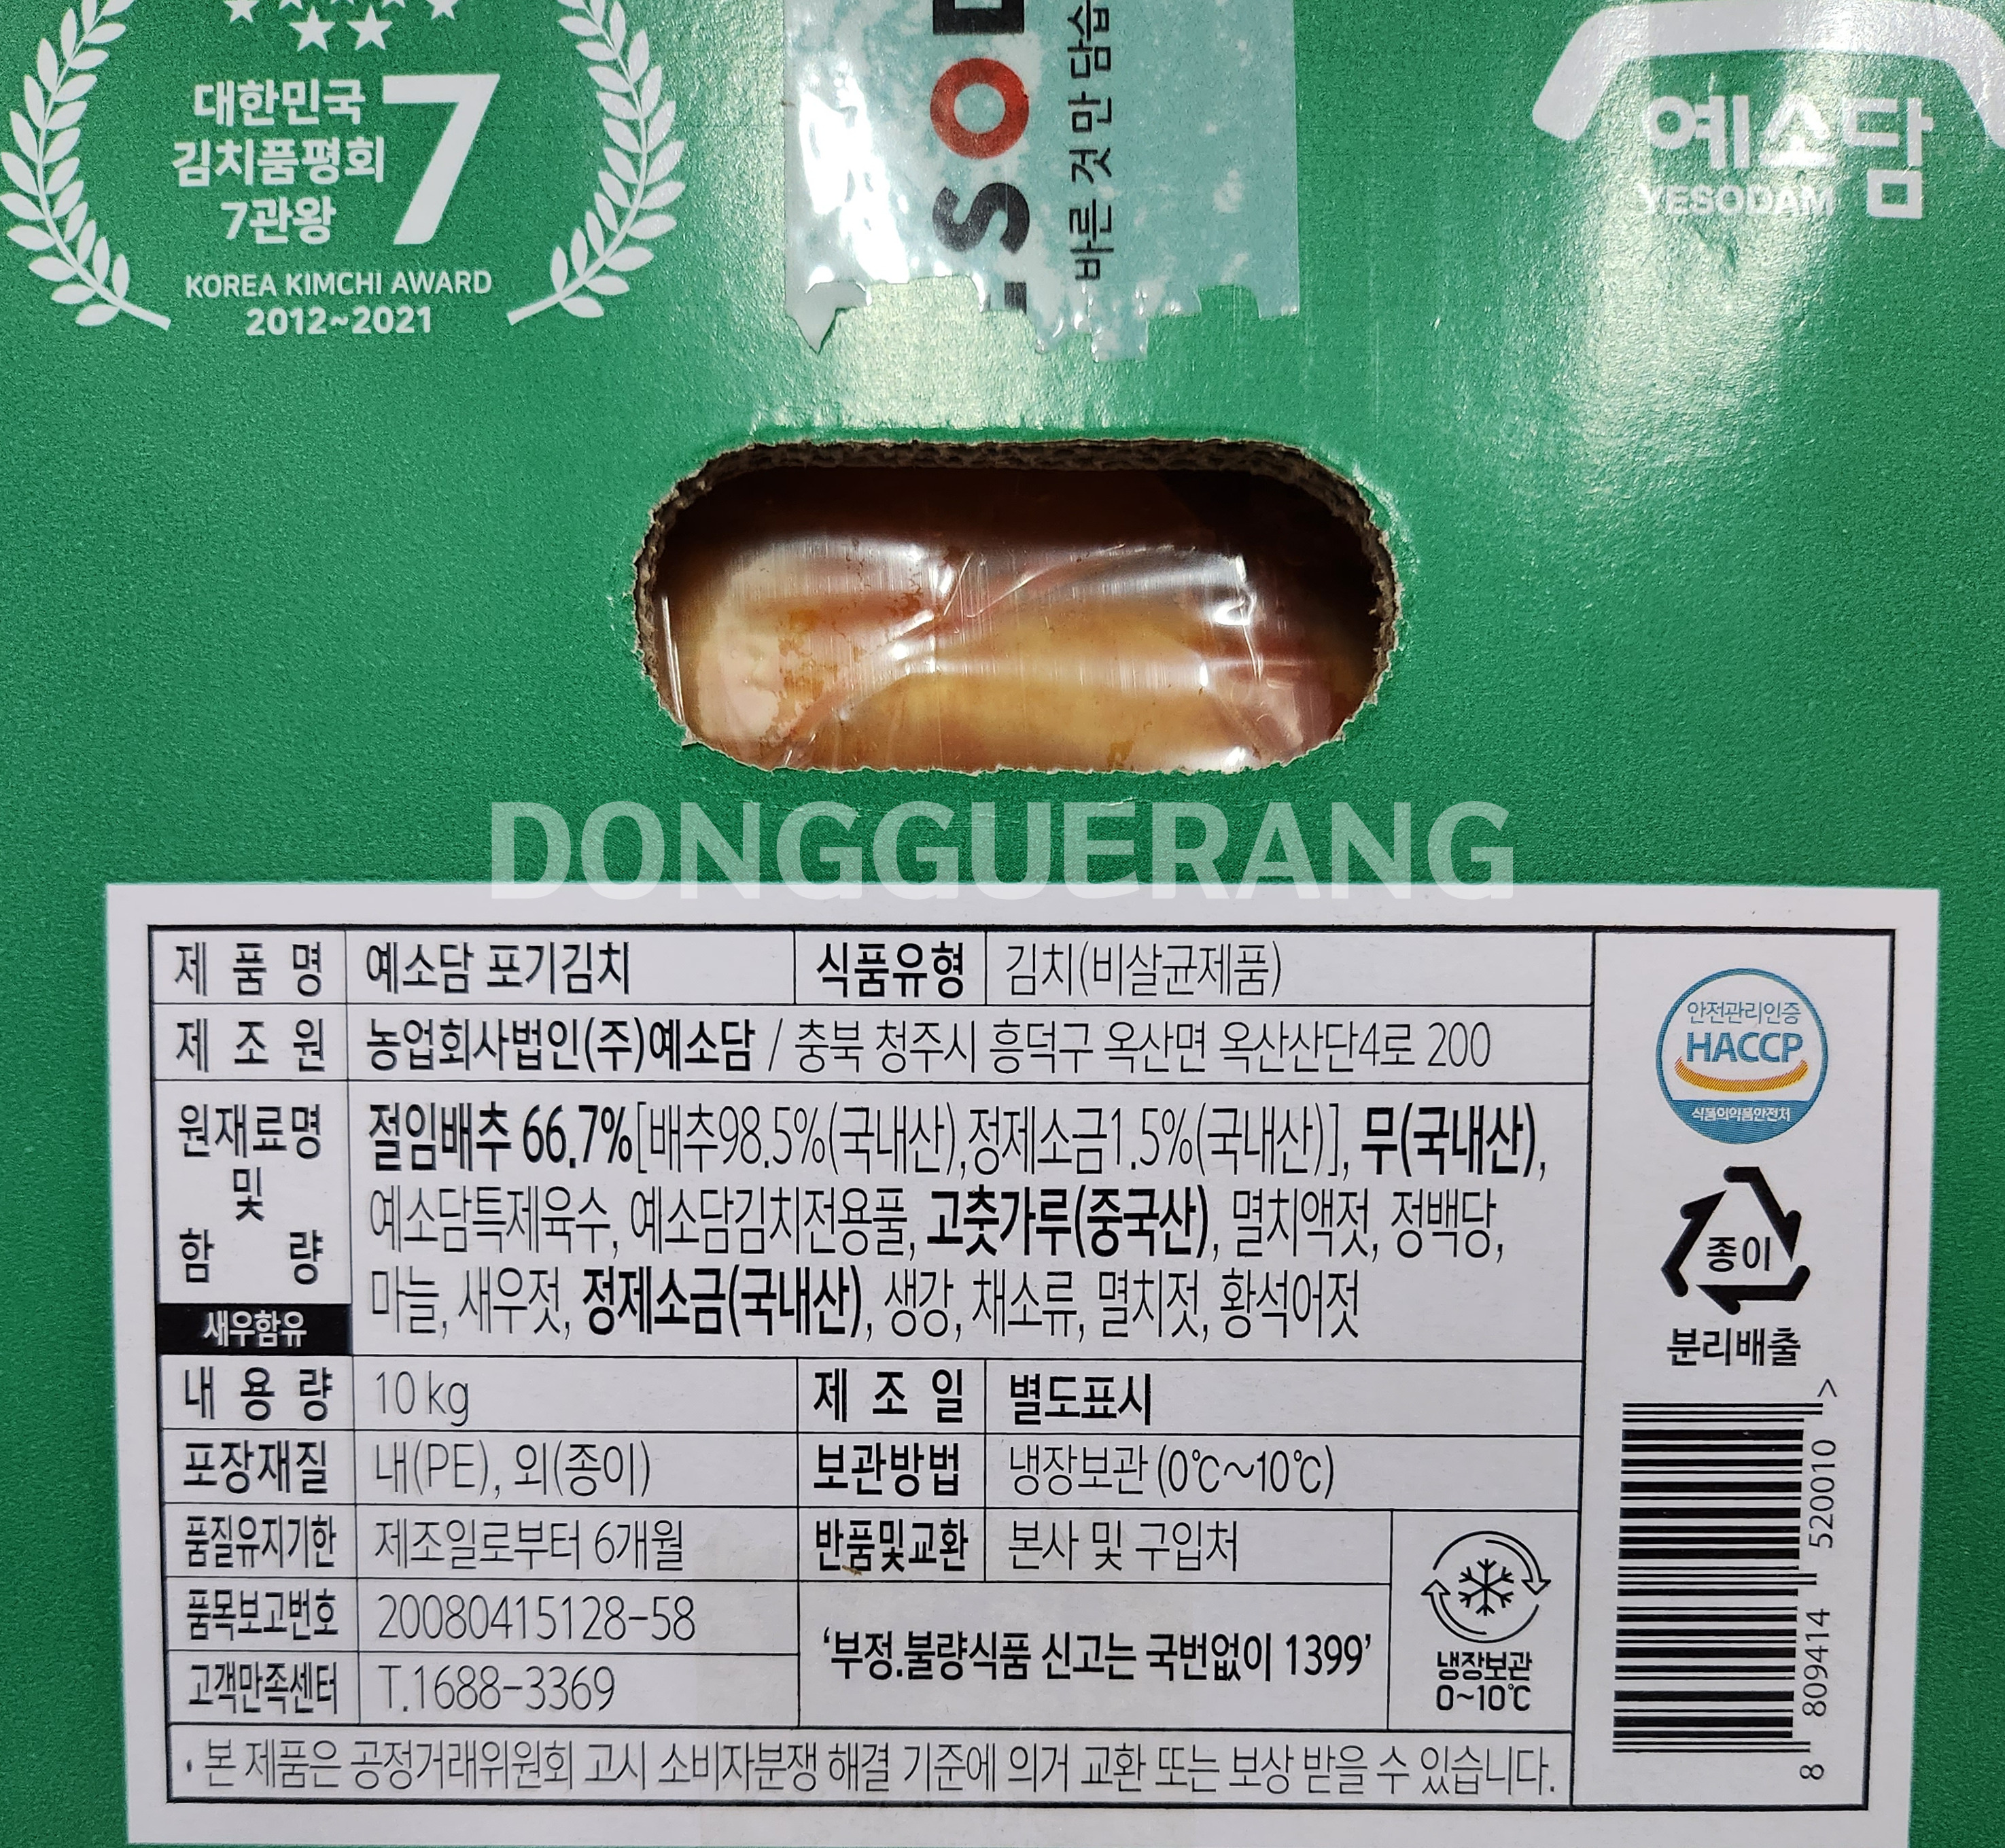 대한민국
김치품평회
7관왕
7
KOREA KIMCHI AWARD
2012~2021
바른 것만 담습
예소담
YESODAM
DONGGUERANG
제 품 명 예소담 포기김치 식품유형 김치(비살균제품)
제 조 원 농업회사법인(주)예소담 / 충북 청주시 흥덕구 옥산면 옥산산단4로 200
원재료명
및
함 량
새우함유
절임배추 66.7%[배추98.5%(국내산),정제소금1.5%(국내산)], 무(국내산),
예소담특제육수, 예소담김치전용풀, 고춧가루(중국산), 멸치액젓, 정백당,
마늘, 새우젓, 정제소금(국내산), 생강, 채소류, 멸치젓, 황석어젓
내 용 량 10 kg 제 조 일 별도표시
포장재질 내(PE), 외(종이) 보관방법 냉장보관 (0℃~10℃)
품질유지기한 제조일로부터 6개월 반품및교환 본사 및 구입처
품목보고번호 20080415128-58
고객만족센터 T.1688-3369
'부정.불량식품 신고는 국번없이 1399'
냉장보관
0~10℃
• 본 제품은 공정거래위원회 고시 소비자분쟁 해결 기준에 의거 교환 또는 보상 받을 수 있습니다.
안전관리인증
HACCP
식품의약품안전처
종이
분리배출
8 809414 520010 >